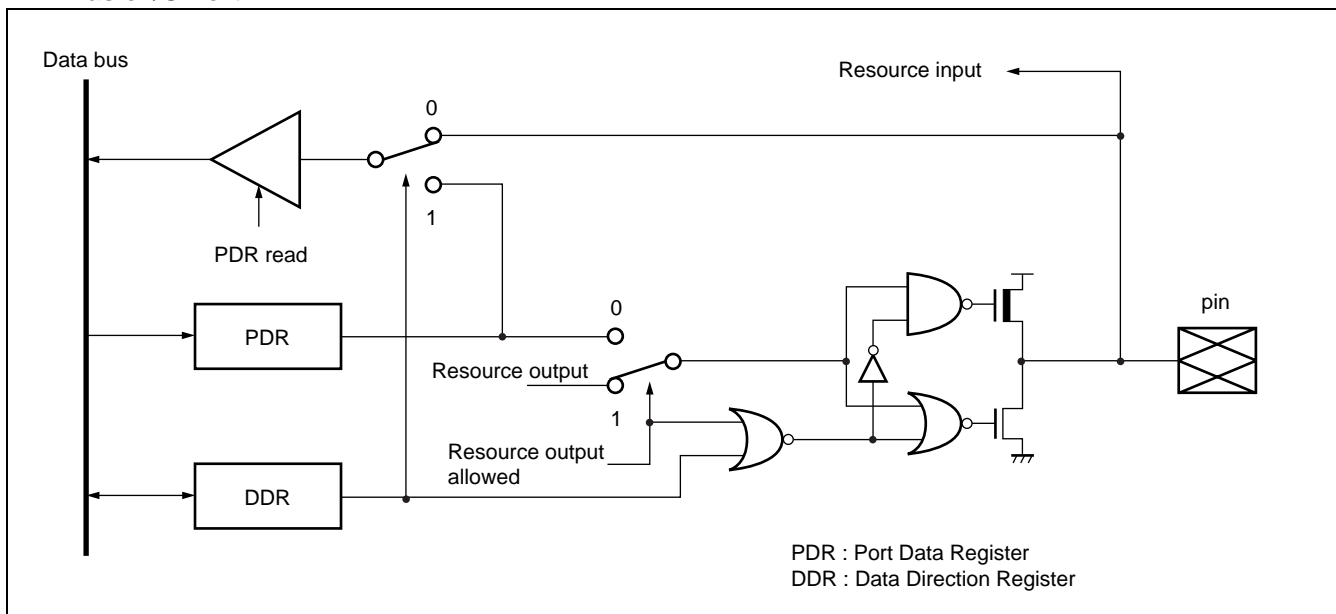 Data bus
Resource input
0
1
PDR read
pin
0
PDR
Resource output
1
Resource output
allowed
DDR
PDR : Port Data Register
DDR : Data Direction Register